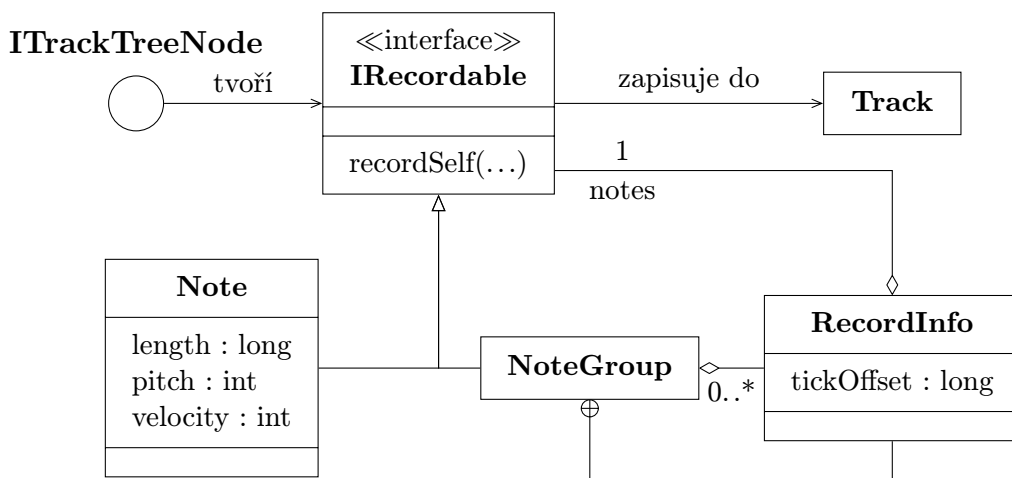 ITrackTreeNode
tvoří
≪interface≫
IRecordable
recordSelf(…)
zapisuje do
Track
1
notes
Note
length : long
pitch : int
velocity : int
NoteGroup
0..*
RecordInfo
tickOffset : long